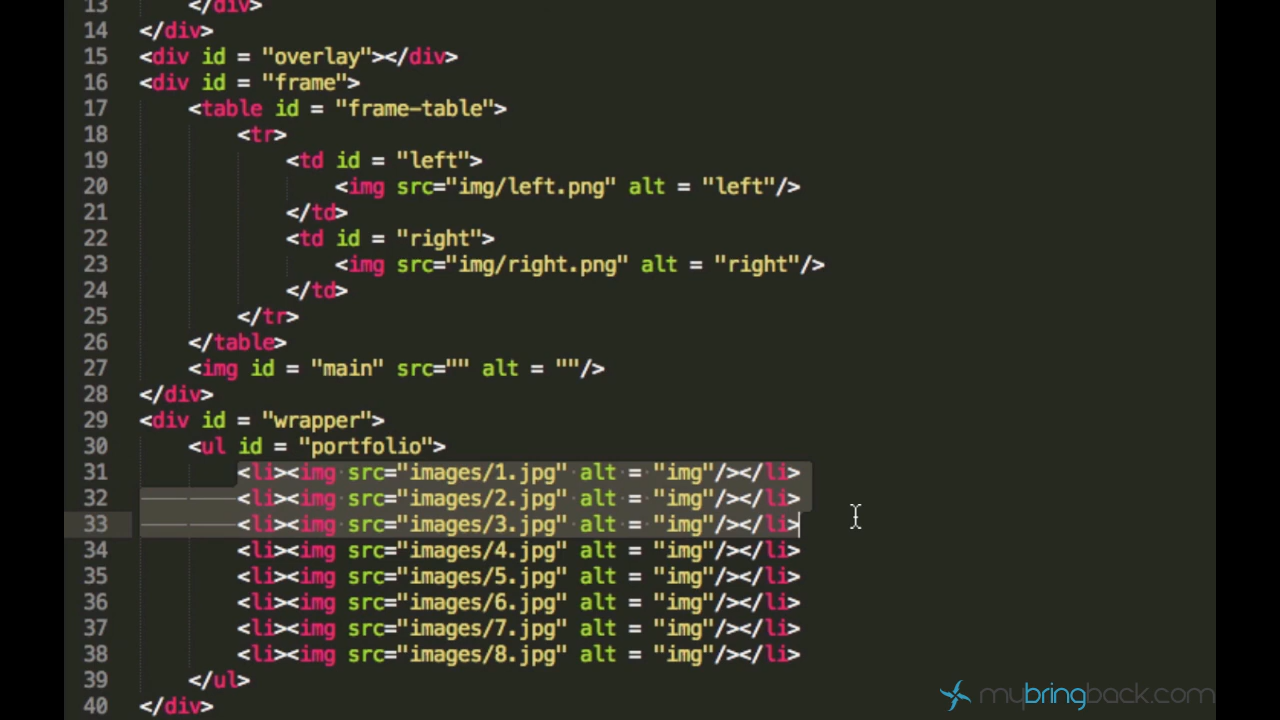 13         </div>
14 </div>
15 <div id = "overlay"></div>
16 <div id = "frame">
17     <table id = "frame-table">
18         <tr>
19             <td id = "left">
20                 <img src="img/left.png" alt = "left"/>
21             </td>
22             <td id = "right">
23                 <img src="img/right.png" alt = "right"/>
24             </td>
25         </tr>
26     </table>
27     <img id = "main" src="" alt = ""/>
28 </div>
29 <div id = "wrapper">
30     <ul id = "portfolio">
31         <li><img src="images/1.jpg" alt = "img"/></li>
32         <li><img src="images/2.jpg" alt = "img"/></li>
33         <li><img src="images/3.jpg" alt = "img"/></li>
34         <li><img src="images/4.jpg" alt = "img"/></li>
35         <li><img src="images/5.jpg" alt = "img"/></li>
36         <li><img src="images/6.jpg" alt = "img"/></li>
37         <li><img src="images/7.jpg" alt = "img"/></li>
38         <li><img src="images/8.jpg" alt = "img"/></li>
39     </ul>
40 </div>
mybringback.com